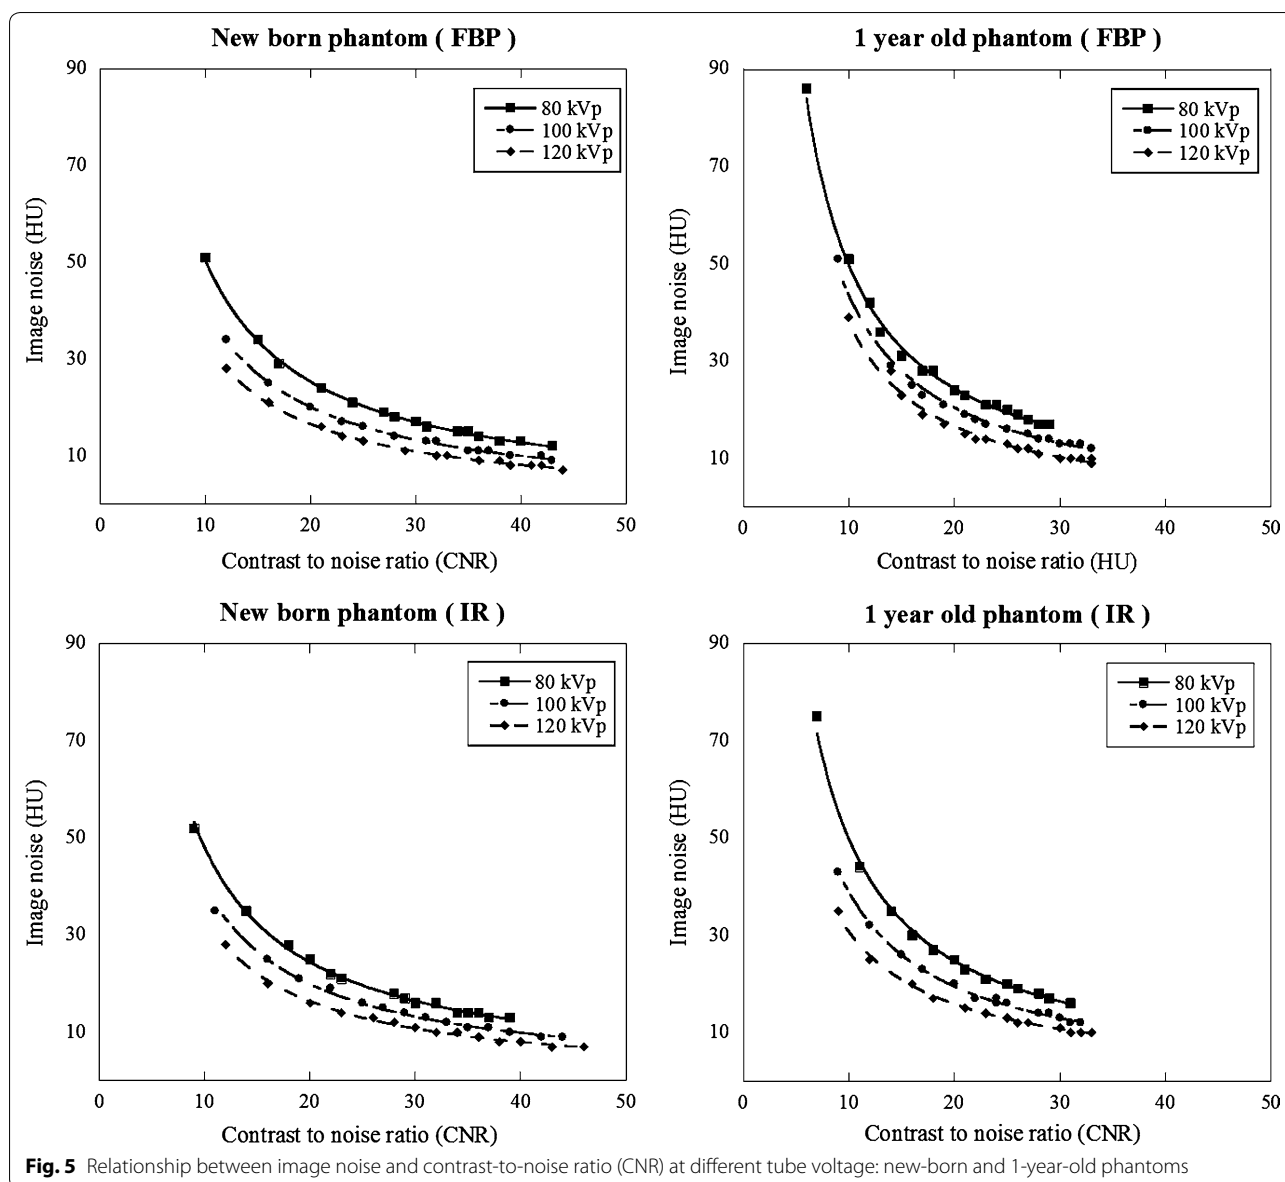 New born phantom ( FBP )
90
70
50
30
10
Image noise (HU)
80 kVp
100 kVp
120 kVp
0 10 20 30 40 50
Contrast to noise ratio (CNR)
1 year old phantom ( FBP )
90
70
50
30
10
Image noise (HU)
80 kVp
100 kVp
120 kVp
0 10 20 30 40 50
Contrast to noise ratio (HU)
New born phantom ( IR )
90
70
50
30
10
Image noise (HU)
80 kVp
100 kVp
120 kVp
0 10 20 30 40 50
Contrast to noise ratio (CNR)
1 year old phantom ( IR )
90
70
50
30
10
Image noise (HU)
80 kVp
100 kVp
120 kVp
0 10 20 30 40 50
Contrast to noise ratio (CNR)
Fig. 5 Relationship between image noise and contrast-to-noise ratio (CNR) at different tube voltage: new-born and 1-year-old phantoms